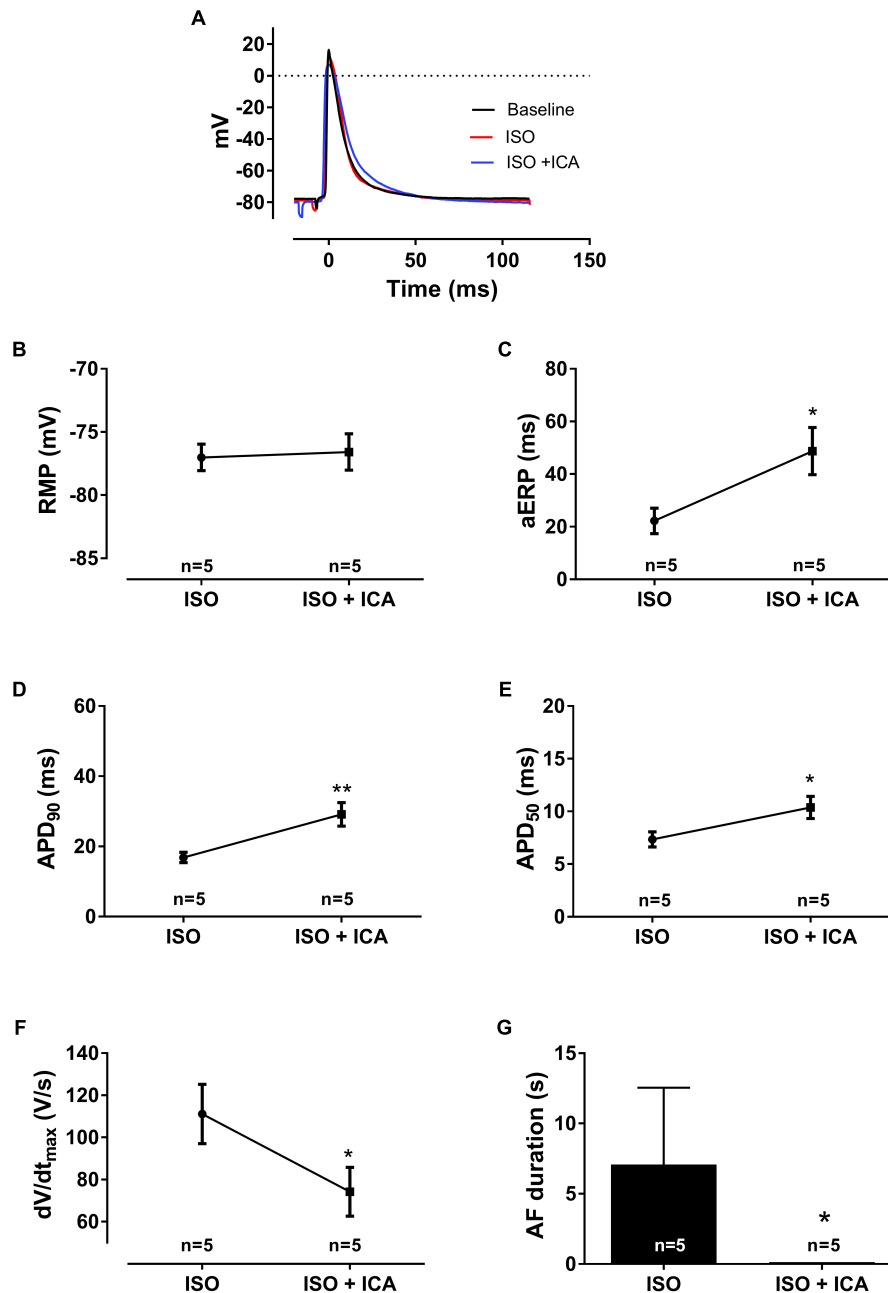 A
mV
20
0
-20
-40
-60
-80
Baseline
ISO
ISO +ICA
0 50 100 150
Time (ms)
B
RMP (mV)
-70
-75
-80
-85
n=5 n=5
ISO ISO + ICA
C
aERP (ms)
80
60
40
20
0
*
n=5 n=5
ISO ISO + ICA
D
APD90 (ms)
60
40
20
0
**
n=5 n=5
ISO ISO + ICA
E
APD50 (ms)
20
15
10
5
0
*
n=5 n=5
ISO ISO + ICA
F
dV/dtmax (V/s)
140
120
100
80
60
*
n=5 n=5
ISO ISO + ICA
G
AF duration (s)
15
10
5
0
*
n=5 n=5
ISO ISO + ICA